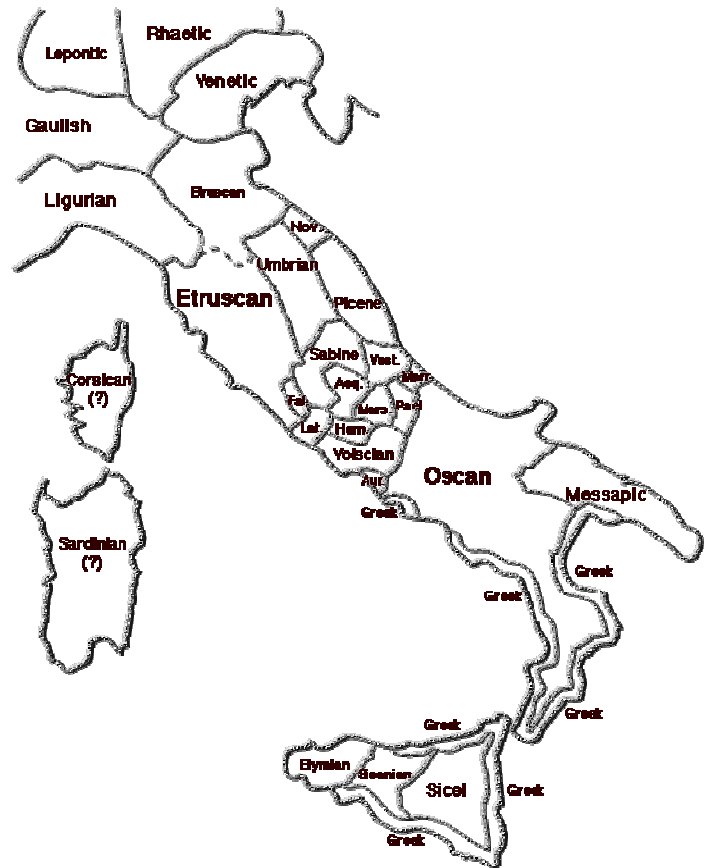 Rhaetic
Lepontic
Venetic
Gaulish
Etruscan
Ligurian
Nov.
Umbrian
Etruscan
Picene
Sabine
Vest.
Corsican
(?)
Aeq.
Marr.
Fal.
Mars.
Pael.
Lat.
Hern.
Volscian
Oscan
Aur.
Messapic
Greek
Sardinian
(?)
Greek
Greek
Greek
Greek
Elymian
Sicanian
Sicel
Greek
Greek